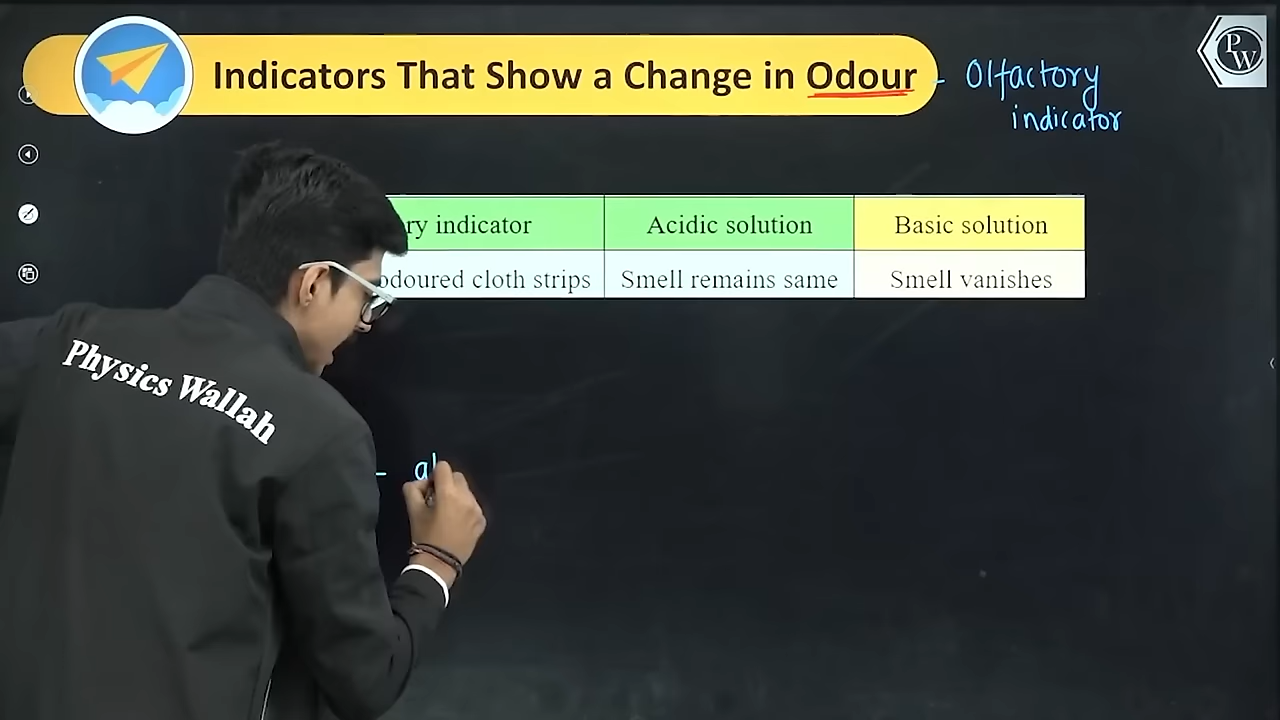 Indicators That Show a Change in Odour - Olfactory
indicator
P
W
ry indicator Acidic solution Basic solution
odoured cloth strips Smell remains same Smell vanishes
Physics Wallah
-